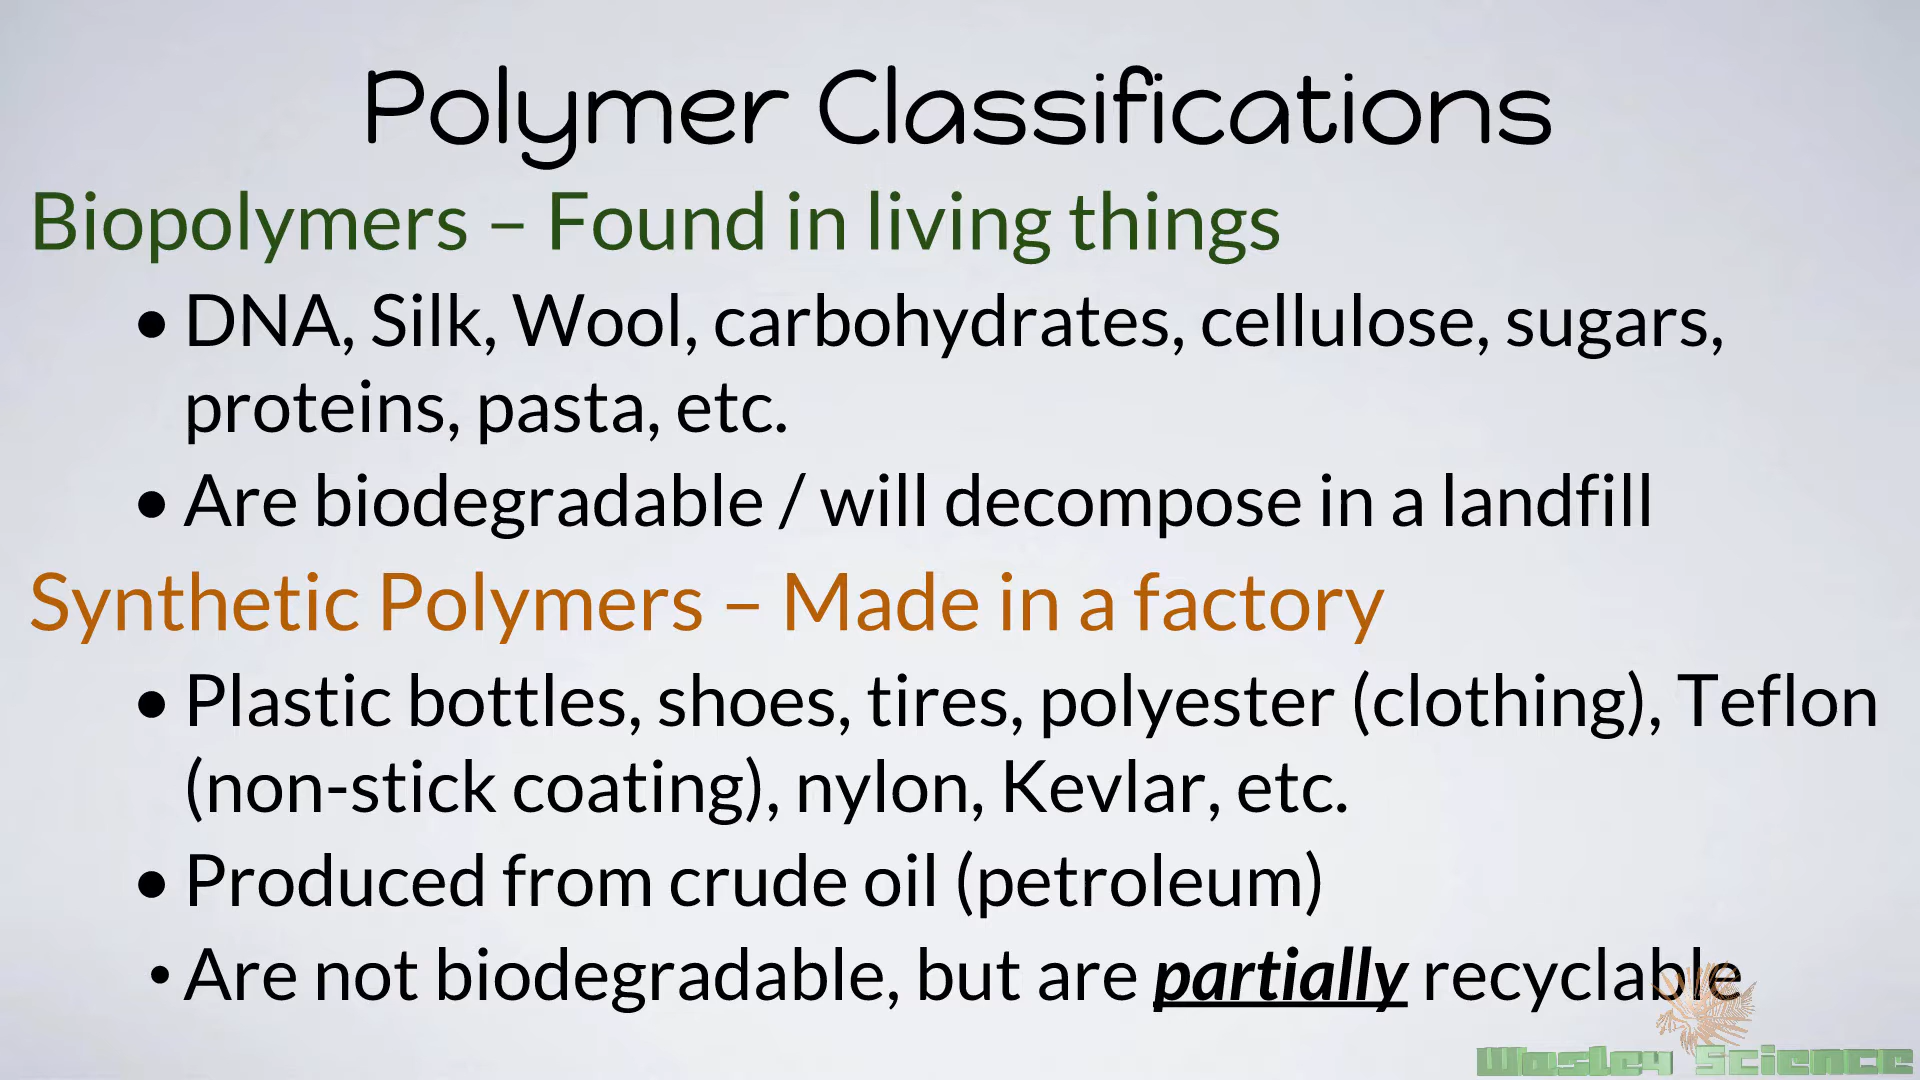 Polymer Classifications
Biopolymers – Found in living things
• DNA, Silk, Wool, carbohydrates, cellulose, sugars,
proteins, pasta, etc.
• Are biodegradable / will decompose in a landfill
Synthetic Polymers – Made in a factory
• Plastic bottles, shoes, tires, polyester (clothing), Teflon
(non-stick coating), nylon, Kevlar, etc.
• Produced from crude oil (petroleum)
• Are not biodegradable, but are partially recyclable
Wasley Science